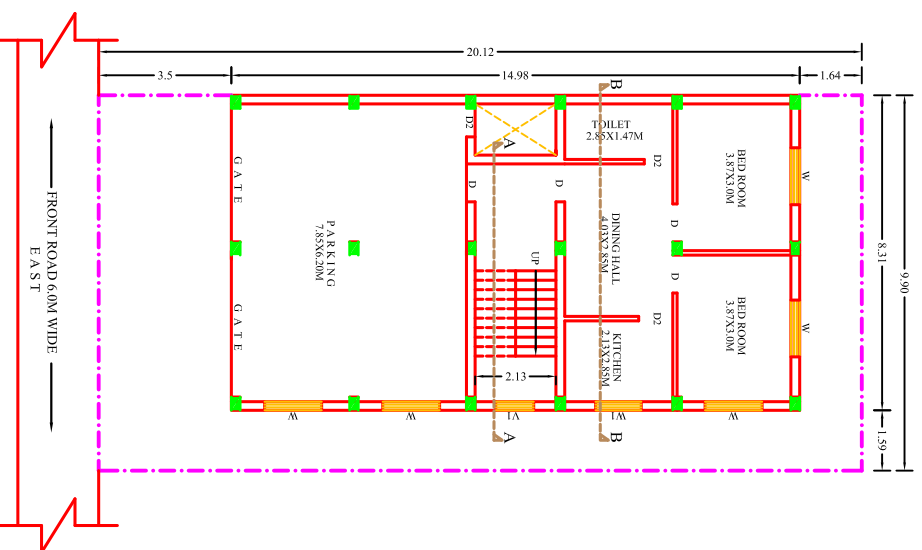 20.12
3.5
14.98
1.64
B
TOILET
2.85X1.47M
D2
A
D2
BED ROOM
3.87X3.0M
W
GATE
D
D
PARKING
7.85X6.20M
DINING HALL
4.03X2.85M
D
8.31
9.90
FRONT ROAD 6.0M WIDE
EAST
UP
D
GATE
D2
BED ROOM
3.87X3.0M
W
KITCHEN
2.13X2.85M
2.13
W
W
V1
W1
W
A
B
1.59